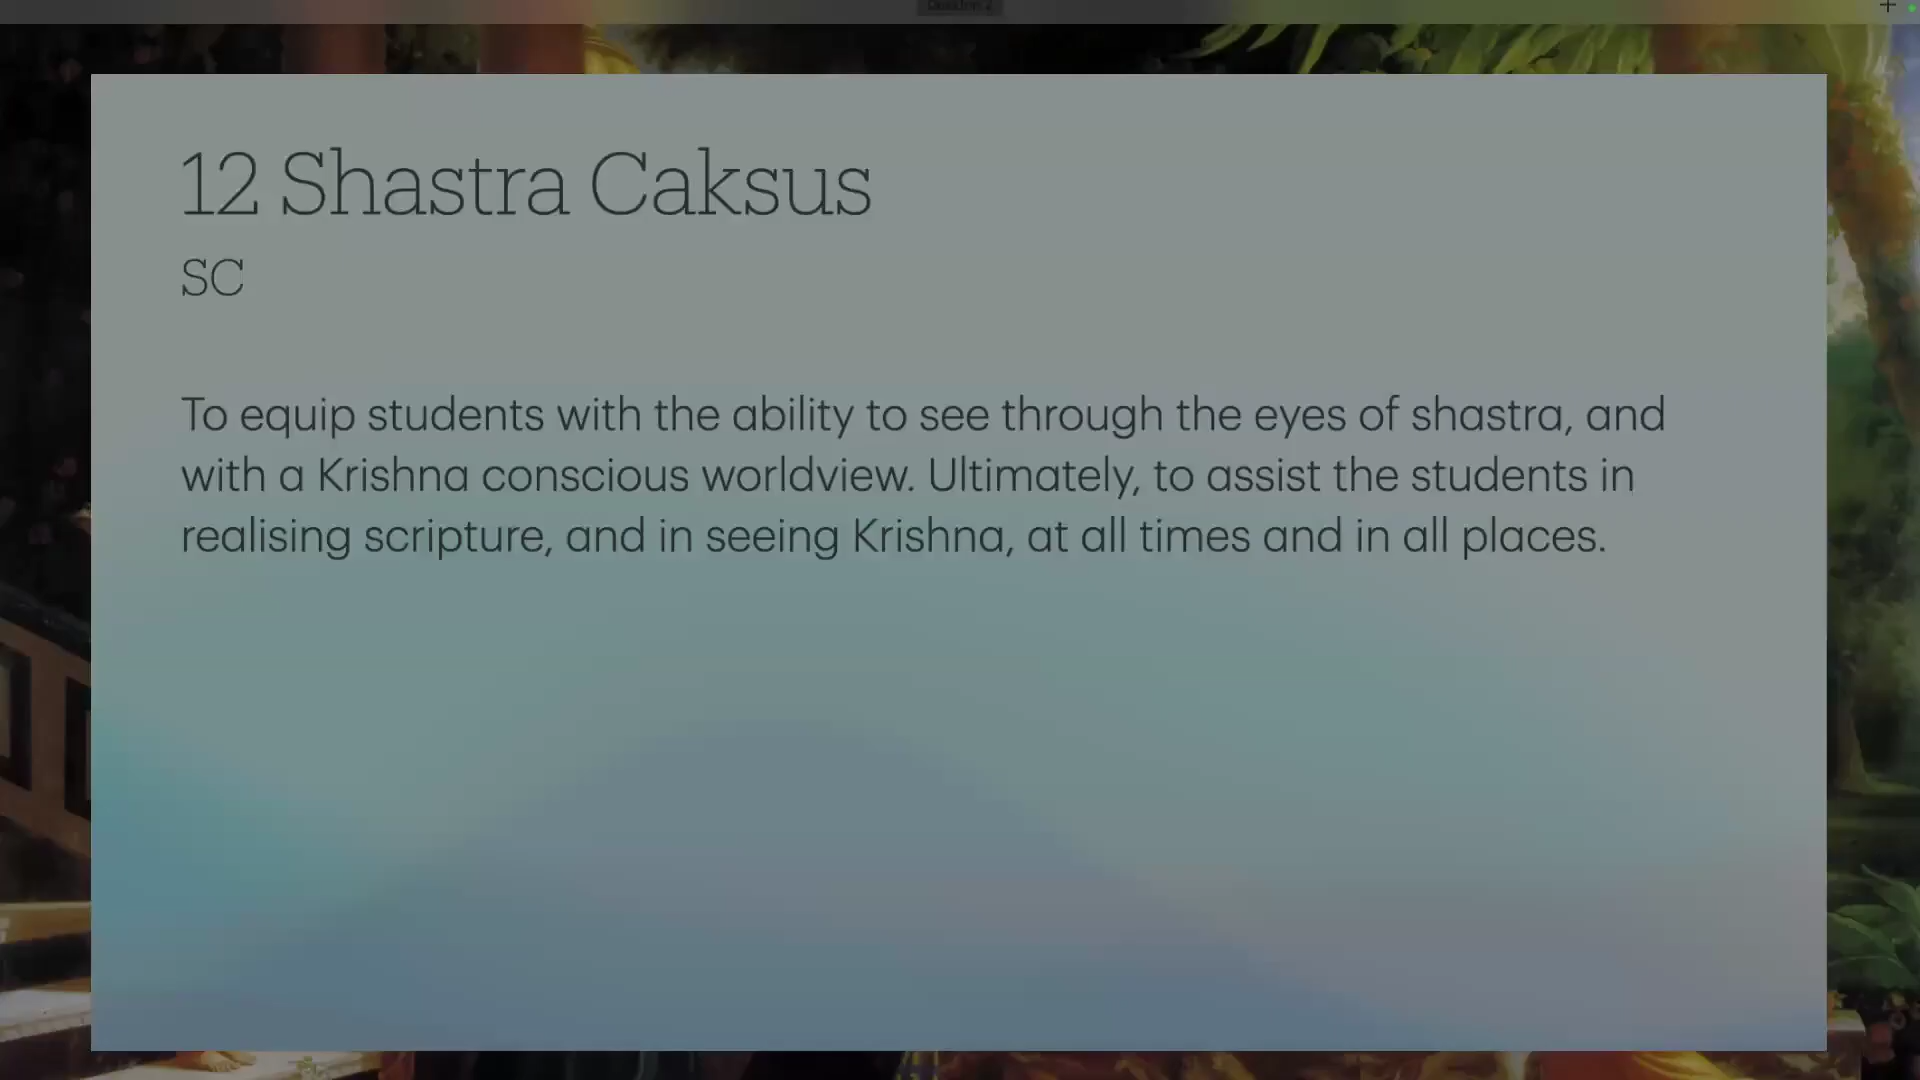 Question 2
12 Shastra Caksus
SC
To equip students with the ability to see through the eyes of shastra, and
with a Krishna conscious worldview. Ultimately, to assist the students in
realising scripture, and in seeing Krishna, at all times and in all places.